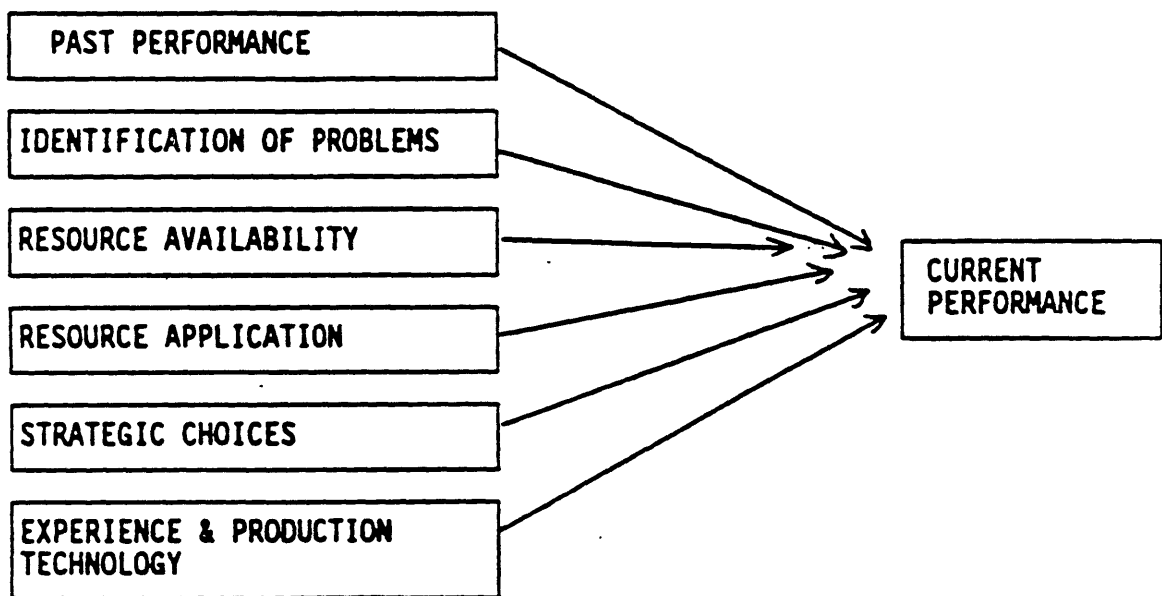 PAST PERFORMANCE
IDENTIFICATION OF PROBLEMS
RESOURCE AVAILABILITY
RESOURCE APPLICATION
STRATEGIC CHOICES
EXPERIENCE & PRODUCTION
TECHNOLOGY
CURRENT
PERFORMANCE